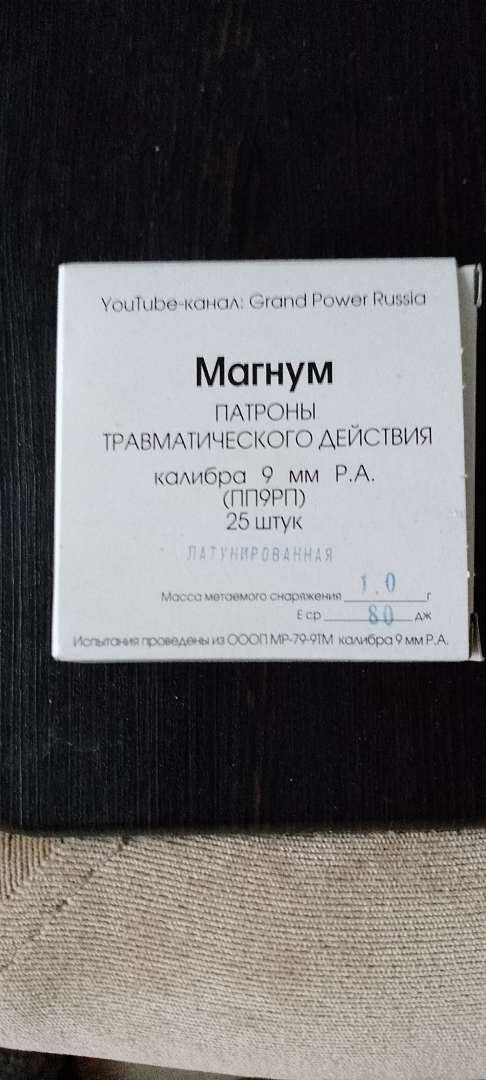 YouTube-канал: Grand Power Russia
Магнум
ПАТРОНЫ
ТРАВМАТИЧЕСКОГО ДЕЙСТВИЯ
калибра 9 мм Р.А.
(ПП9РП)
25 штук
ЛАТУНИРОВАННАЯ
Масса метаемого снаряжения 1.0 г
Е ср 80 дж
Испытания проведены из ОООП МР-79-9ТМ калибра 9 мм Р.А.